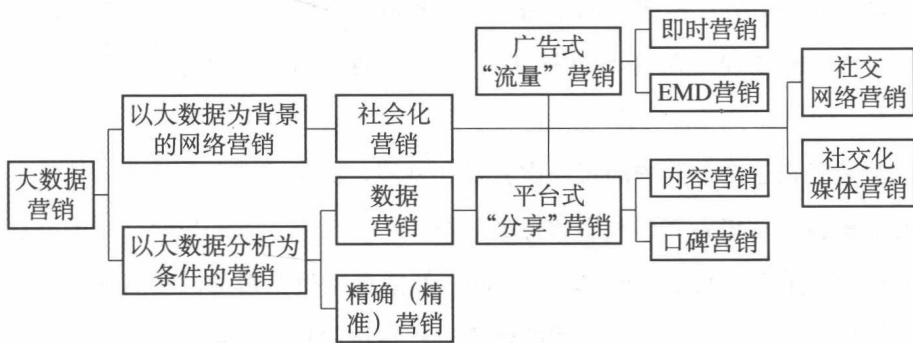 大数据
营销
以大数据为背景
的网络营销
以大数据分析为
条件的营销
社会化
营销
数据
营销
精确（精
准）营销
广告式
“流量”营销
平台式
“分享”营销
即时营销
EMD营销
内容营销
口碑营销
社交
网络营销
社交化
媒体营销